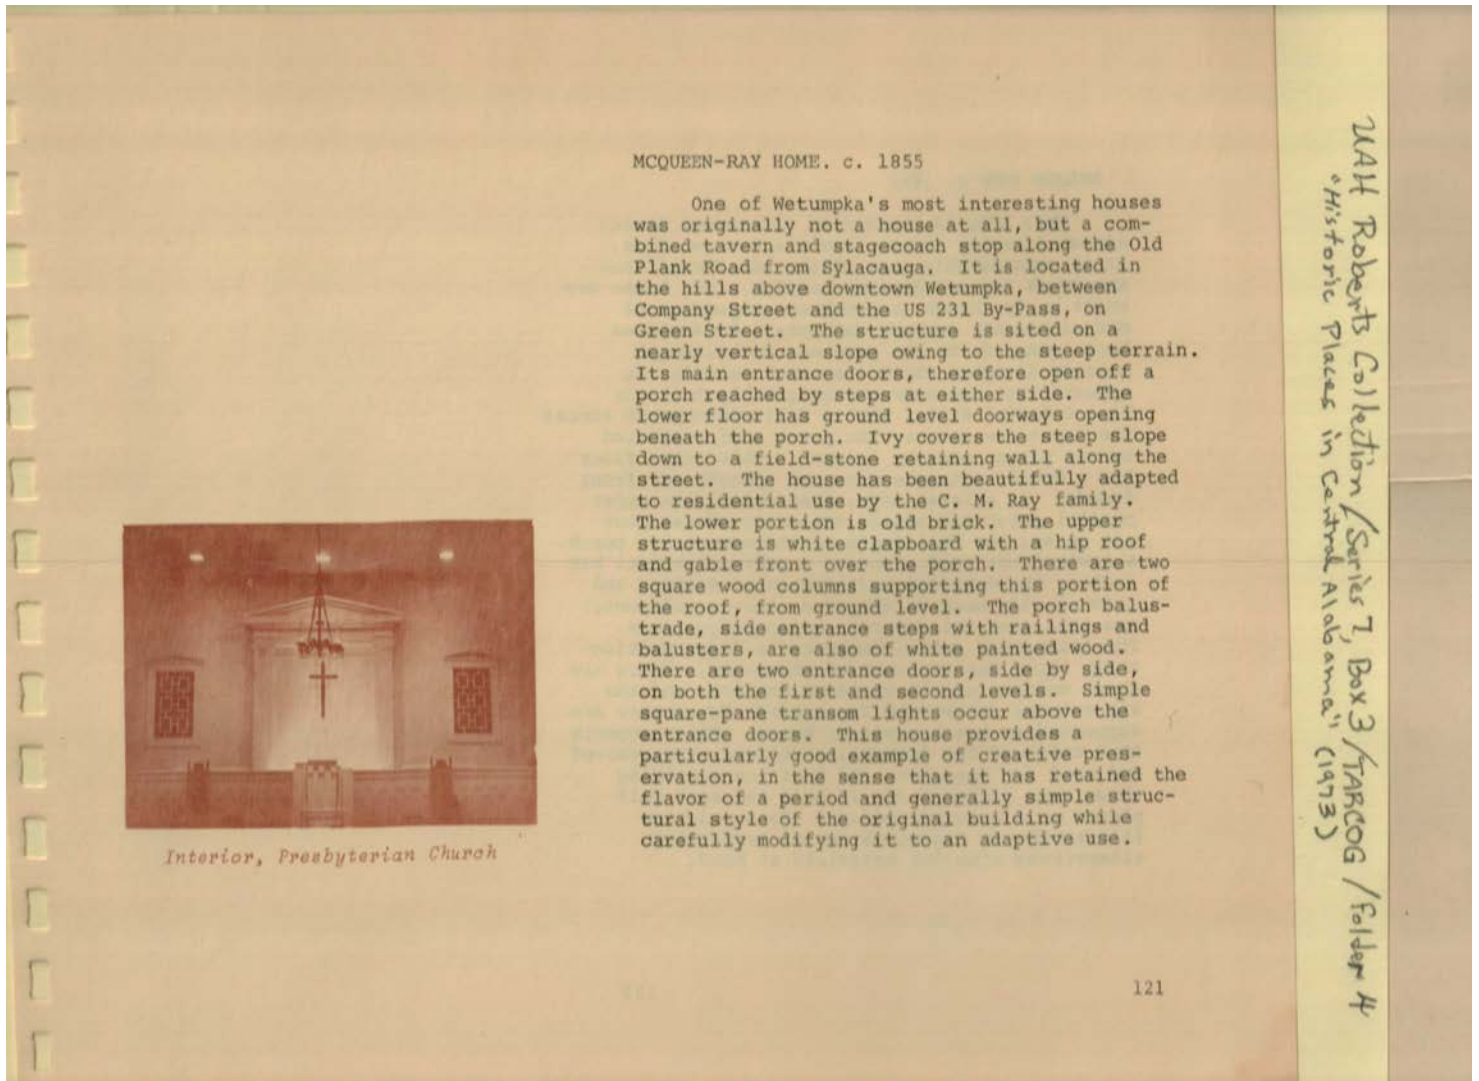 MCQUEEN-RAY HOME. c. 1855
One of Wetumpka's most interesting houses
was originally not a house at all, but a com-
bined tavern and stagecoach stop along the Old
Plank Road from Sylacauga. It is located in
the hills above downtown Wetumpka, between
Company Street and the US 231 By-Pass, on
Green Street. The structure is sited on a
nearly vertical slope owing to the steep terrain.
Its main entrance doors, therefore open off a
porch reached by steps at either side. The
lower floor has ground level doorways opening
beneath the porch. Ivy covers the steep slope
down to a field-stone retaining wall along the
street. The house has been beautifully adapted
to residential use by the C. M. Ray family.
The lower portion is old brick. The upper
structure is white clapboard with a hip roof
and gable front over the porch. There are two
square wood columns supporting this portion of
the roof, from ground level. The porch balus-
trade, side entrance steps with railings and
balusters, are also of white painted wood.
There are two entrance doors, side by side,
on both the first and second levels. Simple
square-pane transom lights occur above the
entrance doors. This house provides a
particularly good example of creative pres-
ervation, in the sense that it has retained the
flavor of a period and generally simple struc-
tural style of the original building while
carefully modifying it to an adaptive use.
Interior, Presbyterian Church
121
UAH Roberts Collection/Series 7, Box 3/TARCOG/Folder 4
"Historic Places in Central Alabama" (1973)